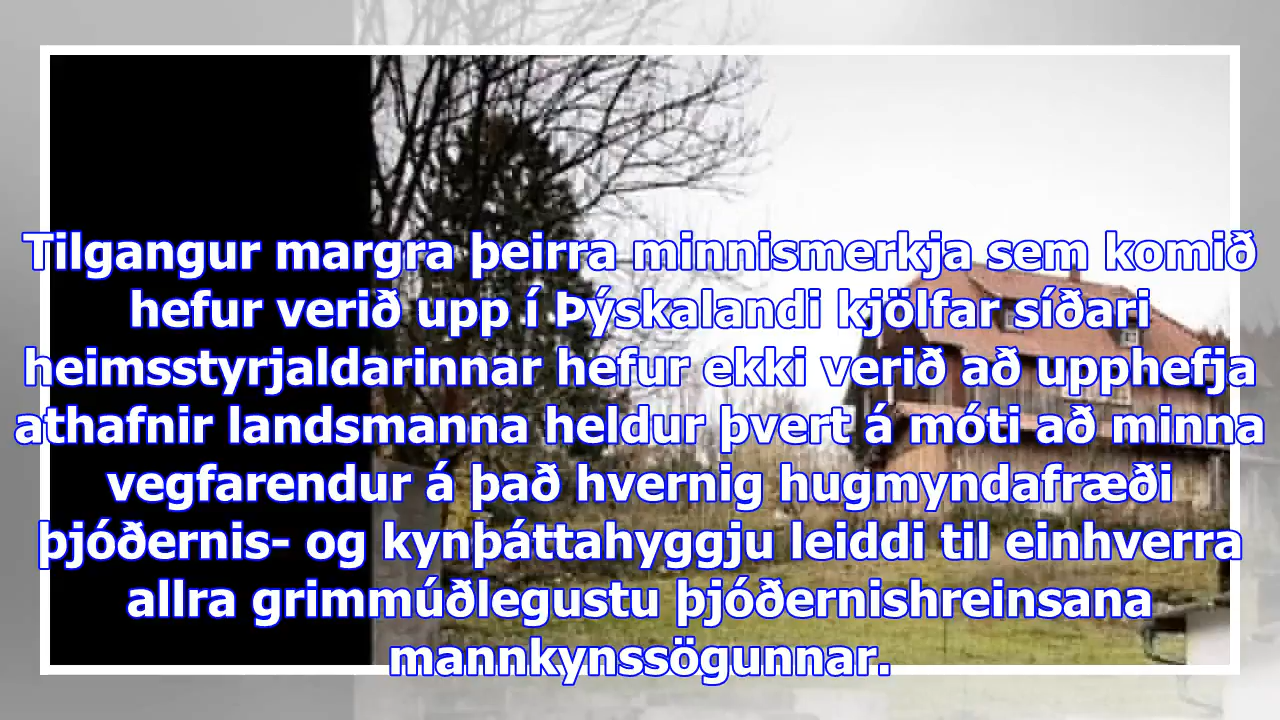 Tilgangur margra þeirra minnismerkja sem komið
hefur verið upp í Þýskalandi kjölfar síðari
heimsstyrjaldarinnar hefur ekki verið að upphefja
athafnir landsmanna heldur þvert á móti að minna
vegfarendur á það hvernig hugmyndafræði
þjóðernis- og kynþáttahyggju leiddi til einhverra
allra grimmúðlegustu þjóðernishreinsana
mannkynssögunnar.